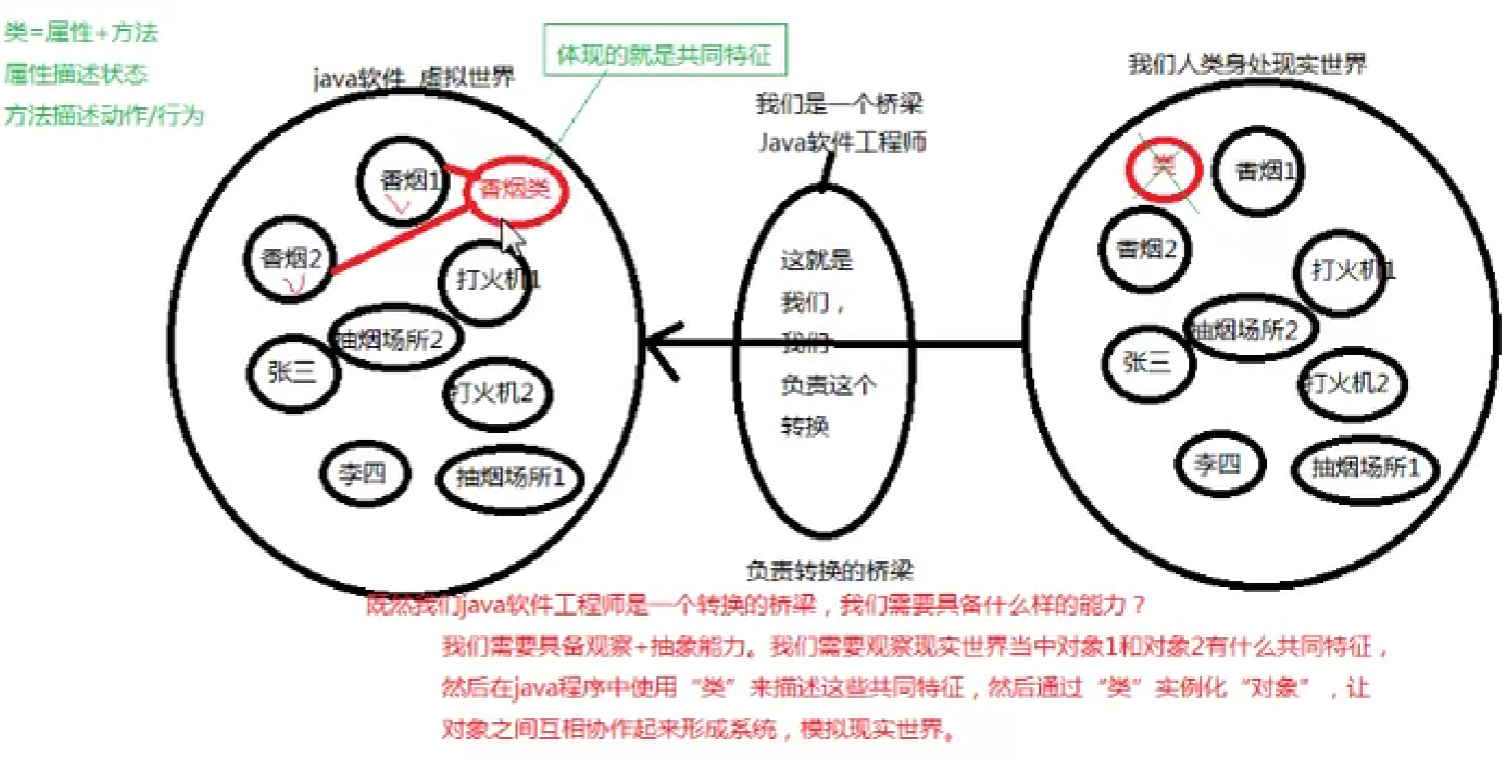 类=属性+方法
属性描述状态
方法描述动作/行为
体现的就是共同特征
java软件 虚拟世界
香烟1
香烟类
香烟2
打火机1
抽烟场所2
张三
打火机2
李四
抽烟场所1
我们是一个桥梁
Java软件工程师
这就是
我们，
我们
负责这个
转换
负责转换的桥梁
我们人类身处现实世界
类
香烟1
香烟2
打火机1
抽烟场所2
张三
打火机2
李四
抽烟场所1
既然我们java软件工程师是一个转换的桥梁，我们需要具备什么样的能力？
我们需要具备观察+抽象能力。我们需要观察现实世界当中对象1和对象2有什么共同特征，
然后在java程序中使用“类”来描述这些共同特征，然后通过“类”实例化“对象”，让
对象之间互相协作起来形成系统，模拟现实世界。